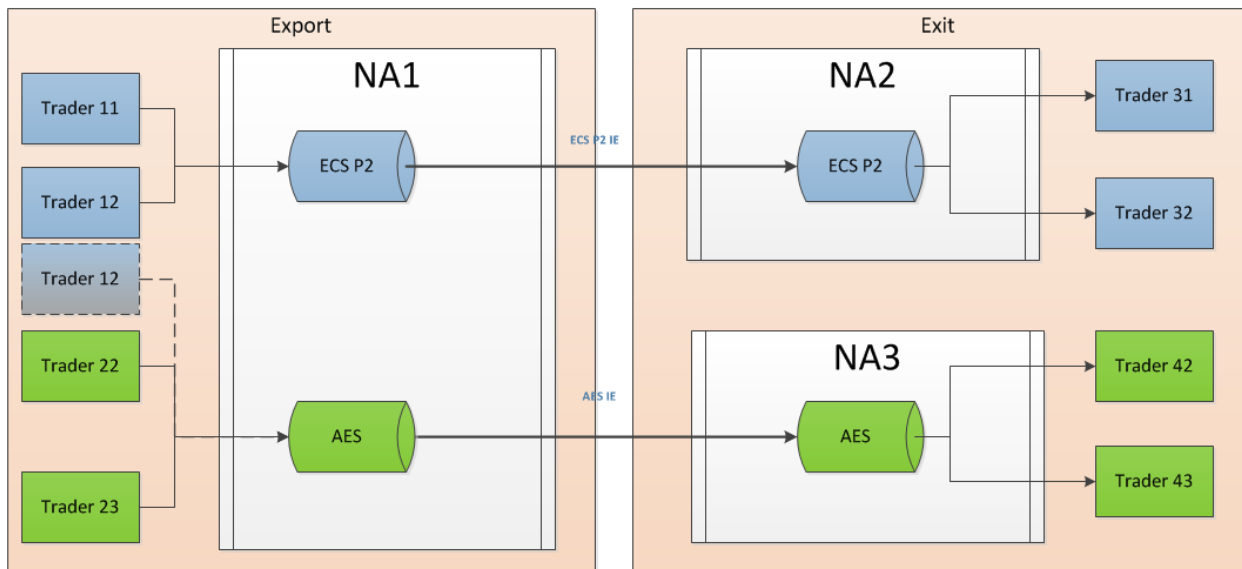 Export
Exit
NA1
NA2
Trader 11
Trader 12
Trader 12
Trader 22
Trader 23
ECS P2
ECS P2 IE
ECS P2
Trader 31
Trader 32
NA3
AES
AES IE
AES
Trader 42
Trader 43